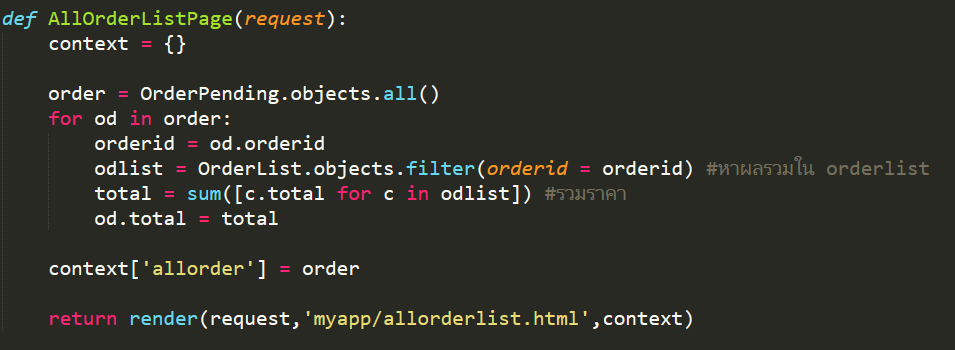 def AllOrderListPage(request):
    context = {}

    order = OrderPending.objects.all()
    for od in order:
        orderid = od.orderid
        odlist = OrderList.objects.filter(orderid = orderid) #หาผลรวมใน orderlist
        total = sum([c.total for c in odlist]) #รวมราคา
        od.total = total

    context['allorder'] = order

    return render(request,'myapp/allorderlist.html',context)